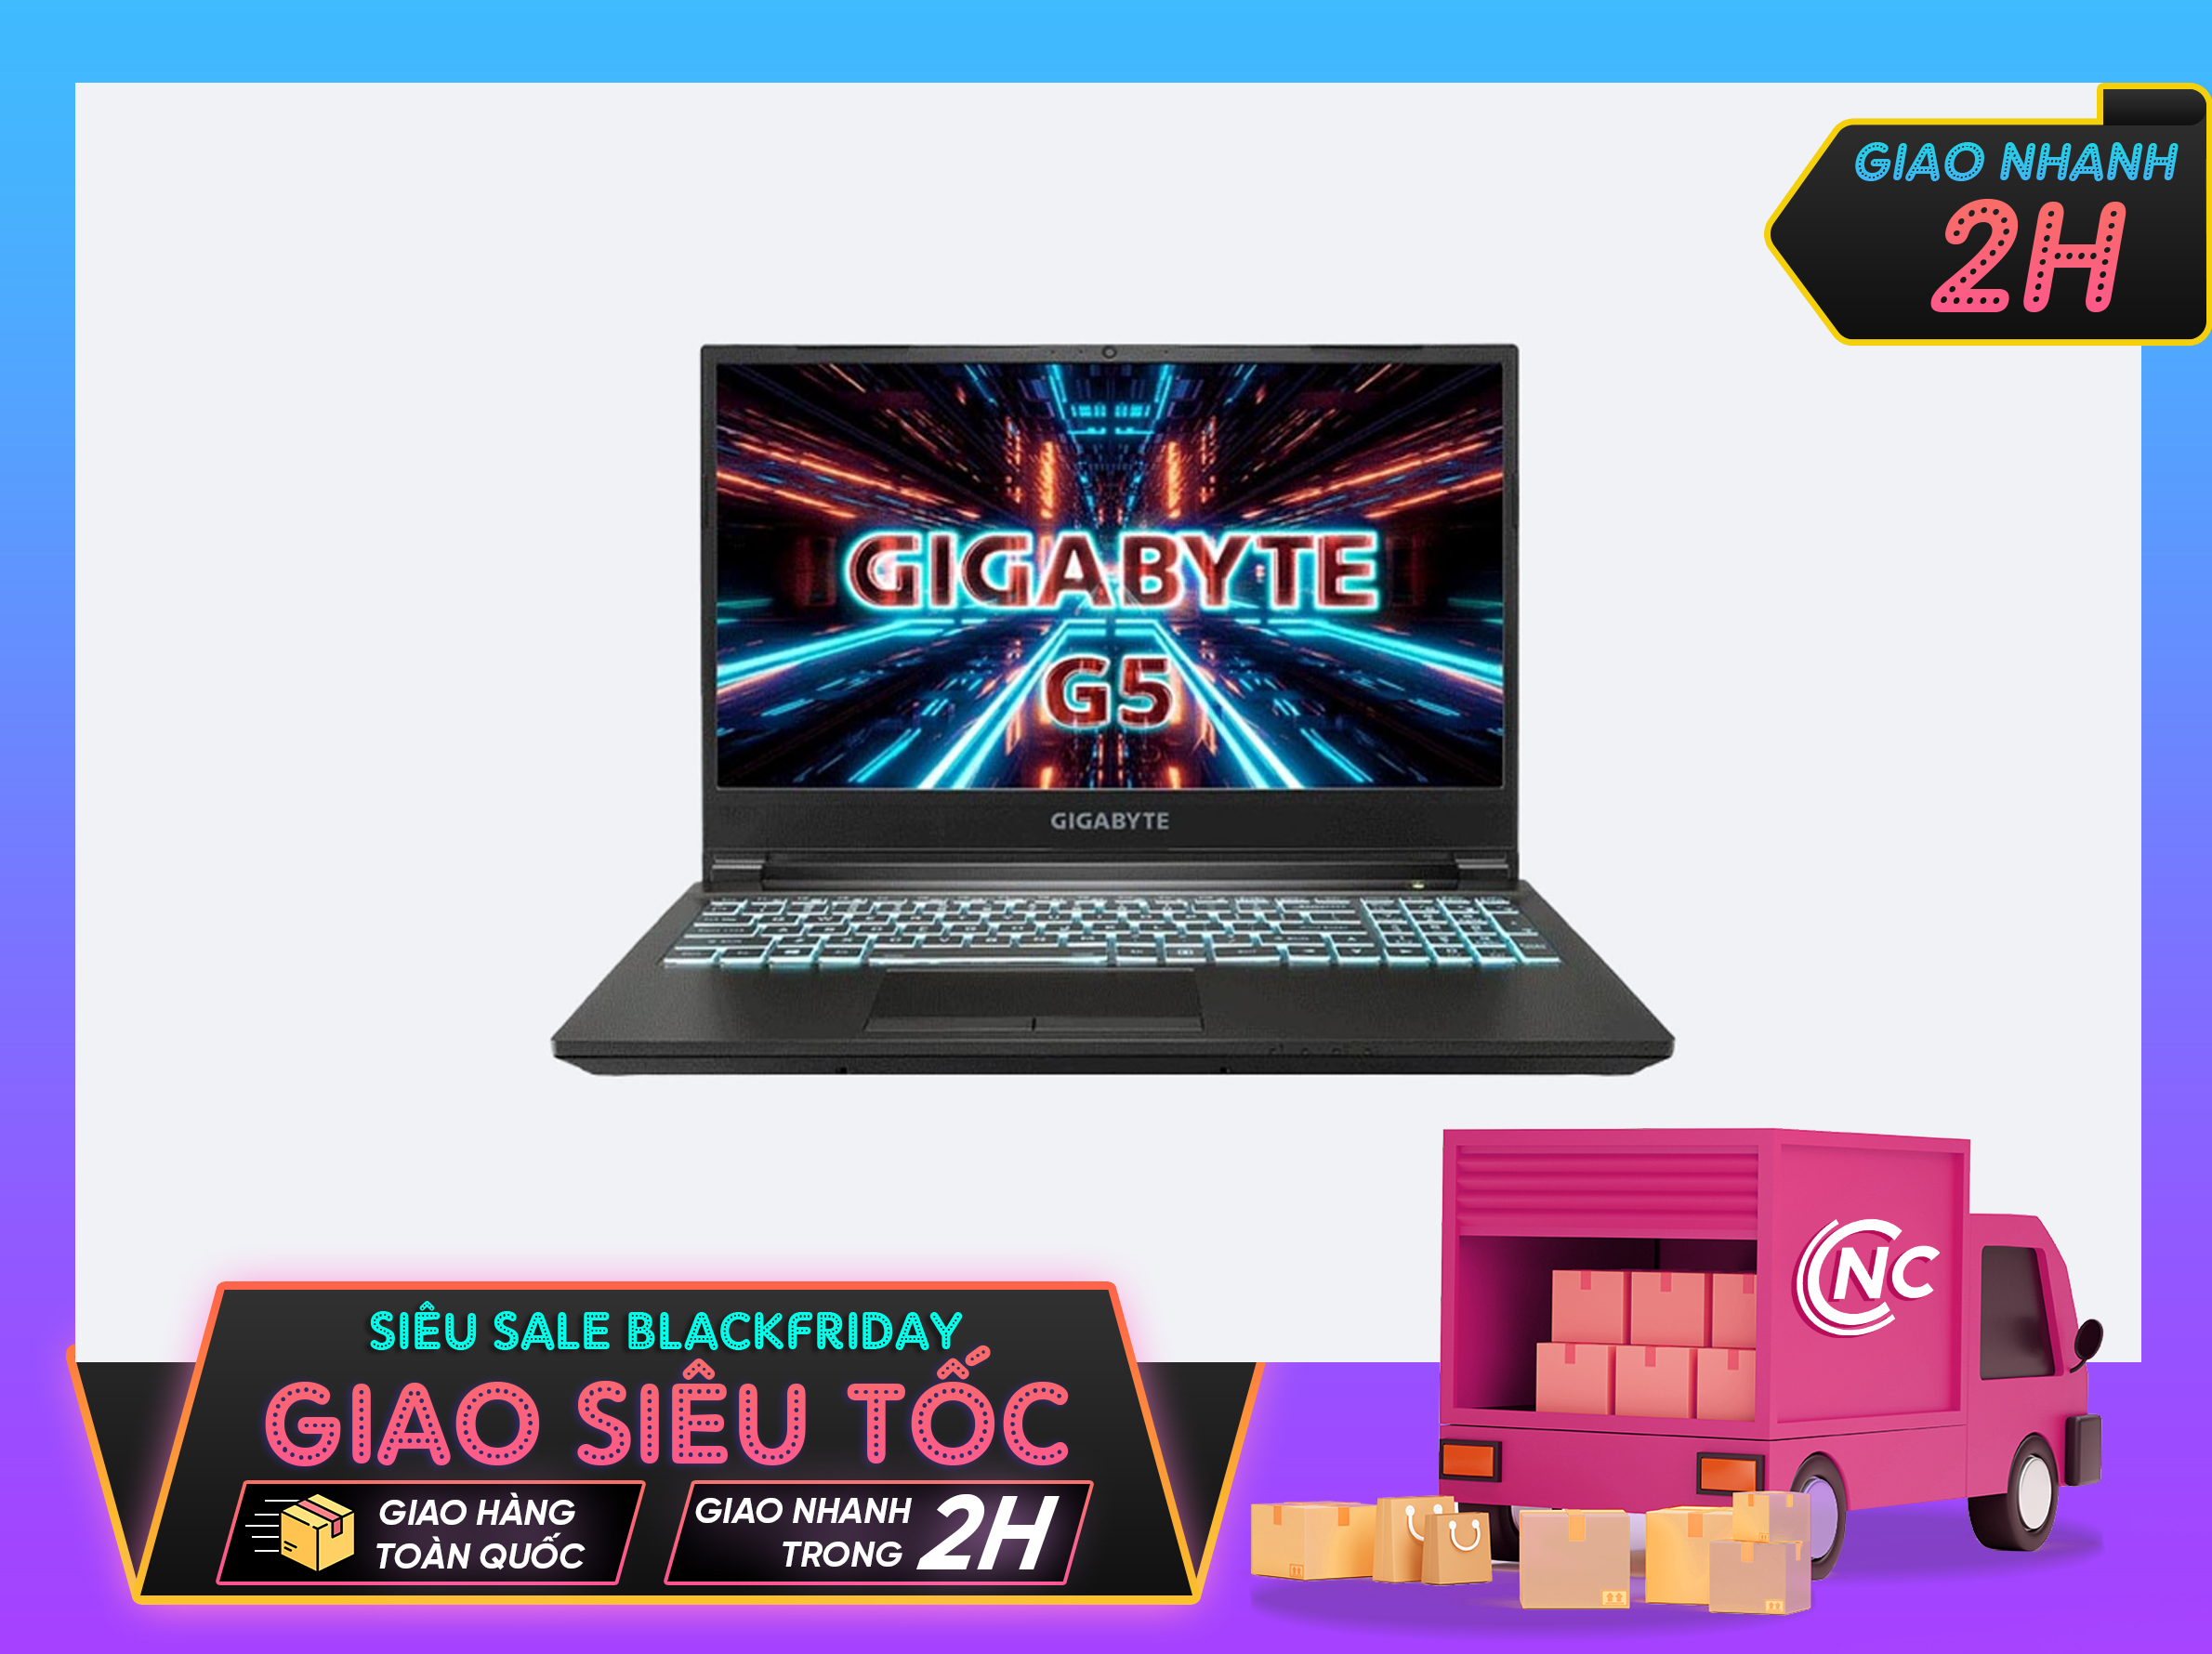 GIAO NHANH
2H
GIGABYTE
G5
GIGABYTE
NC
SIÊU SALE BLACKFRIDAY
GIAO SIÊU TỐC
GIAO HÀNG
TOÀN QUỐC
GIAO NHANH
TRONG 2H